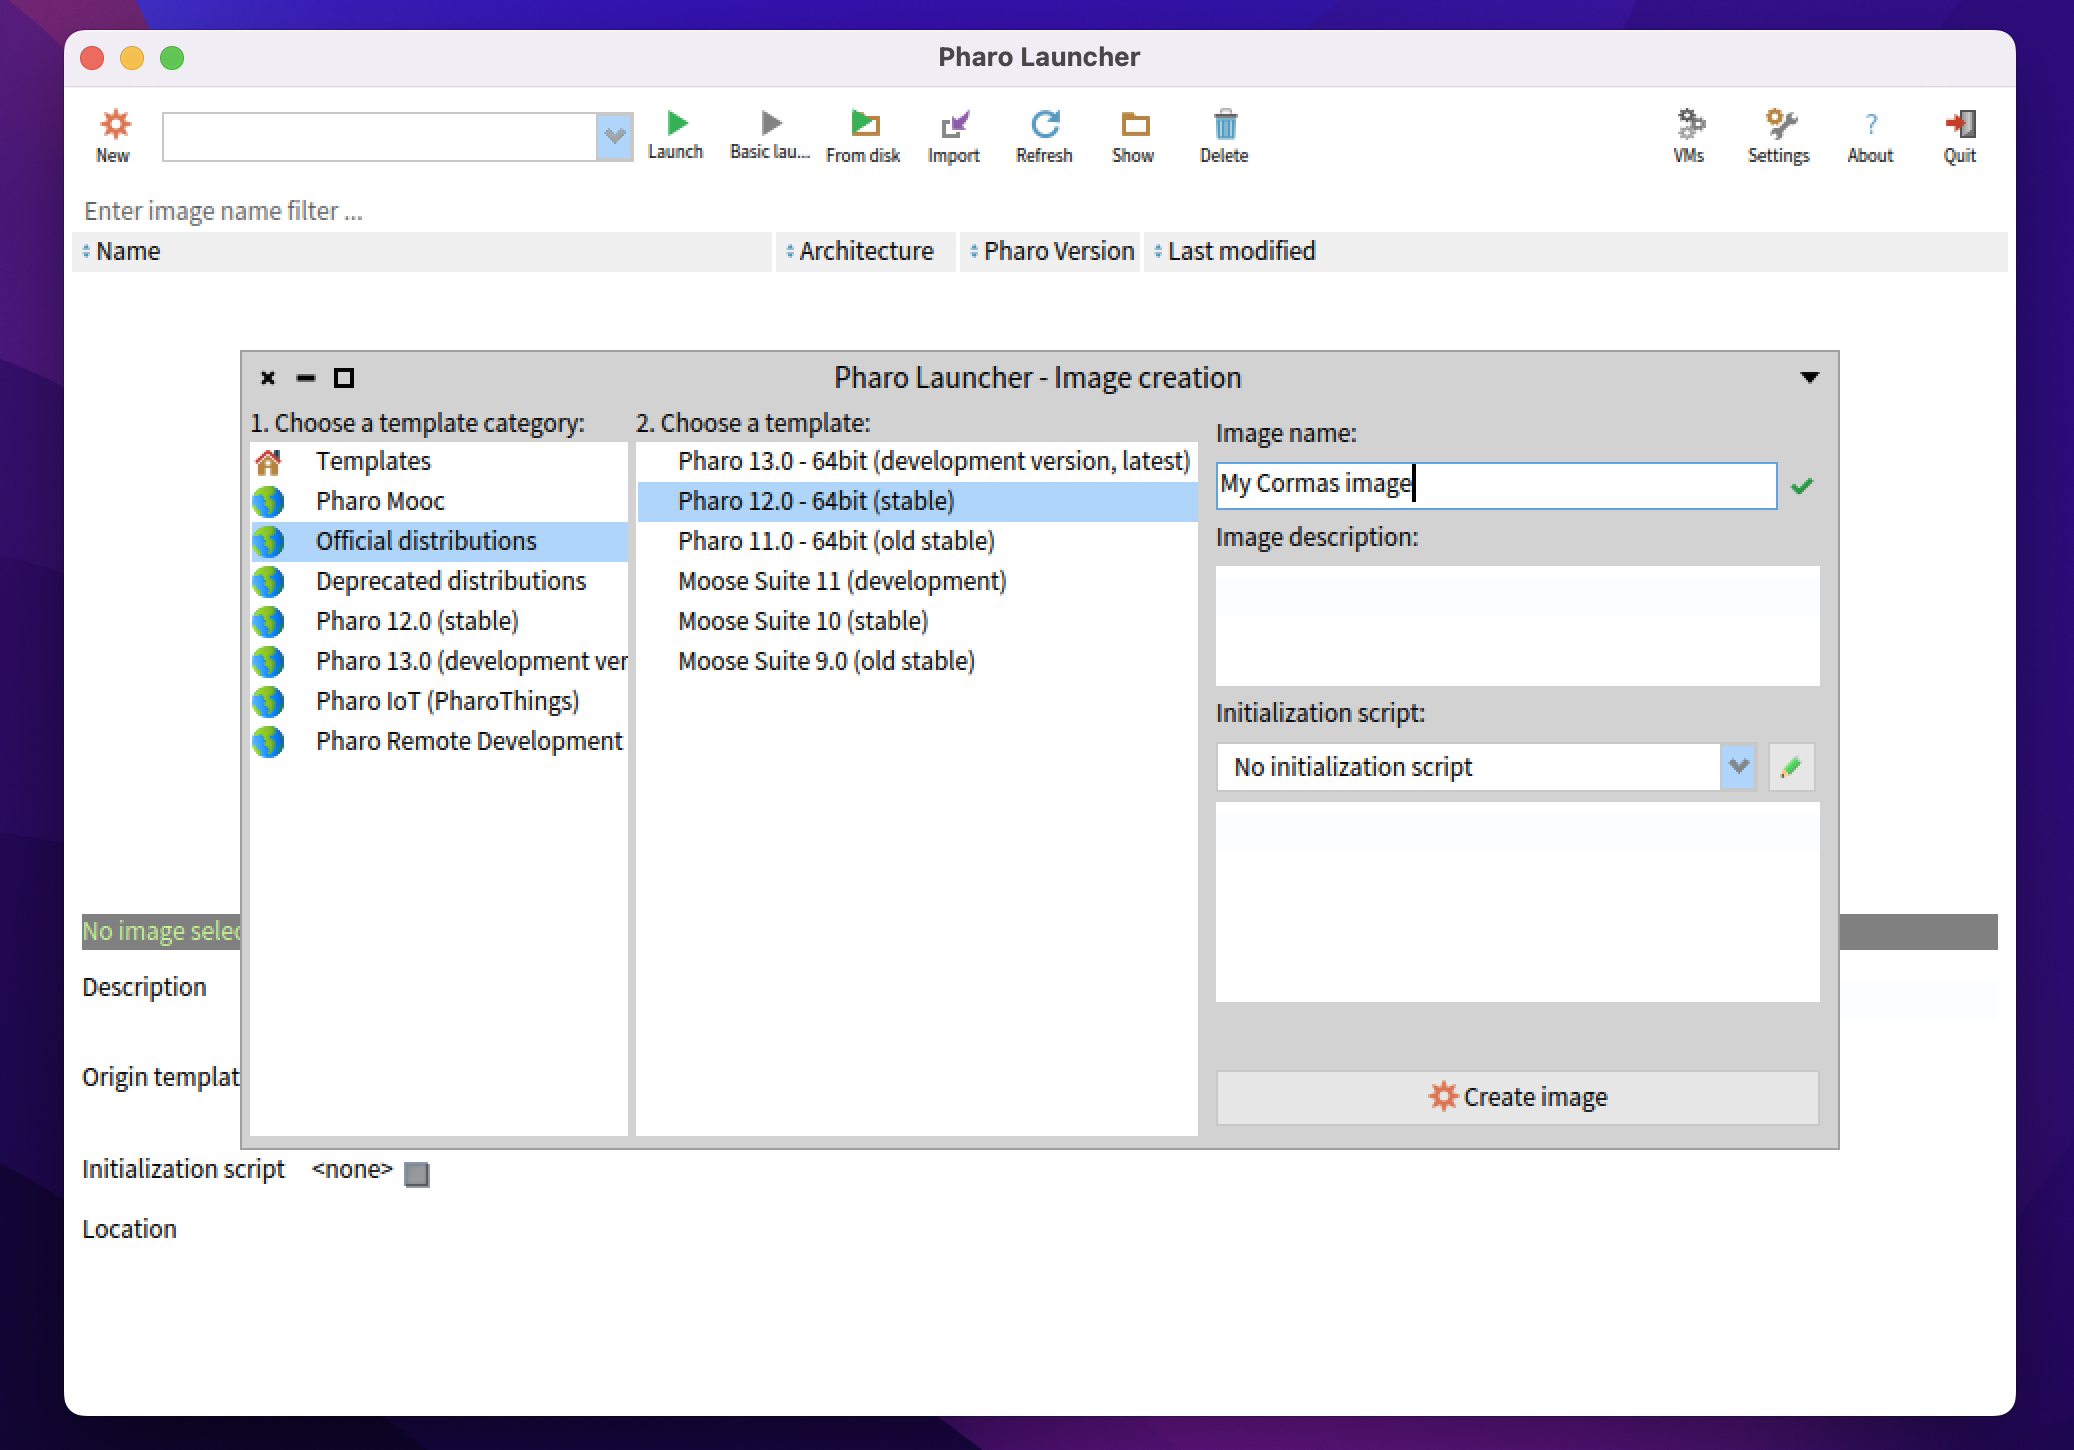 Pharo Launcher
New
Launch
Basic lau...
From disk
Import
Refresh
Show
Delete
VMs
Settings
?
About
Quit
Enter image name filter ...
Name
Architecture
Pharo Version
Last modified
Pharo Launcher - Image creation
1. Choose a template category:
Templates
Pharo Mooc
Official distributions
Deprecated distributions
Pharo 12.0 (stable)
Pharo 13.0 (development ver
Pharo IoT (PharoThings)
Pharo Remote Development
2. Choose a template:
Pharo 13.0 - 64bit (development version, latest)
Pharo 12.0 - 64bit (stable)
Pharo 11.0 - 64bit (old stable)
Moose Suite 11 (development)
Moose Suite 10 (stable)
Moose Suite 9.0 (old stable)
Image name:
My Cormas image
Image description:
Initialization script:
No initialization script
Create image
No image selec
Description
Origin templat
Initialization script <none>
Location